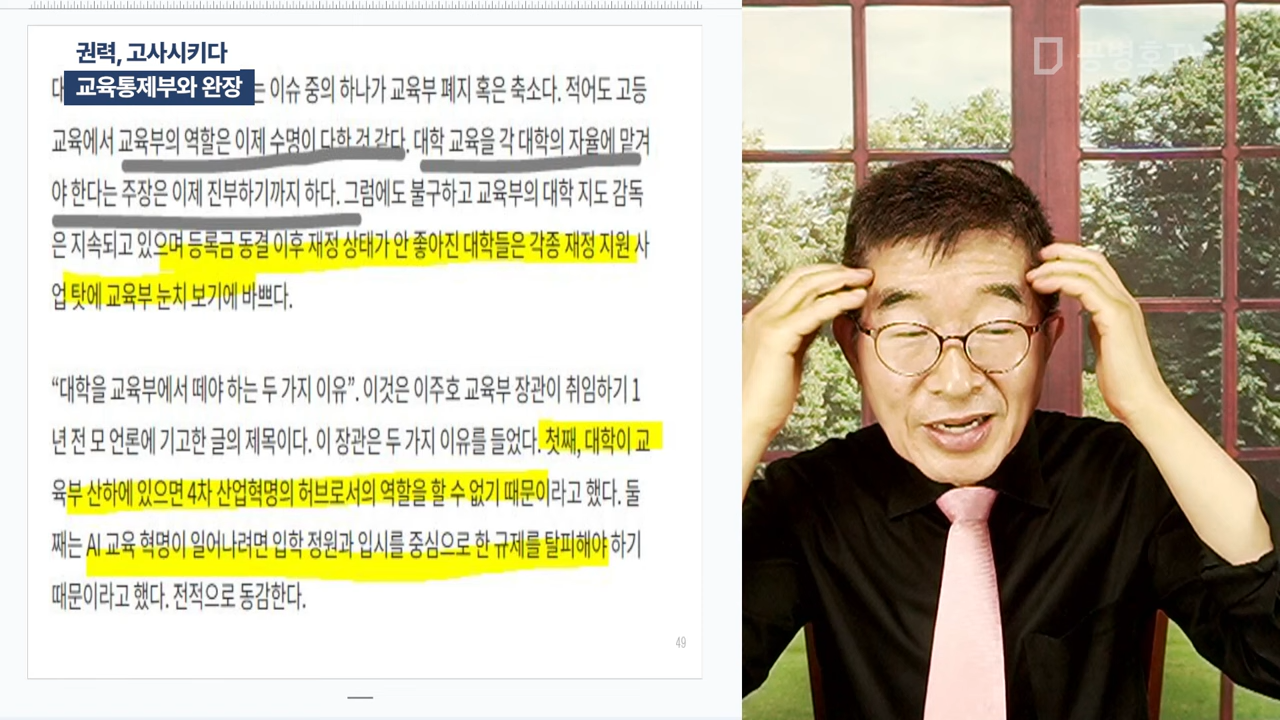 권력, 고사시키다
교육통제부와 완장
대
는 이슈 중의 하나가 교육부 폐지 혹은 축소다. 적어도 고등
교육에서 교육부의 역할은 이제 수명이 다한 것 같다. 대학 교육을 각 대학의 자율에 맡겨
야 한다는 주장은 이제 진부하기까지 하다. 그럼에도 불구하고 교육부의 대학 지도 감독
은 지속되고 있으며 등록금 동결 이후 재정 상태가 안 좋아진 대학들은 각종 재정 지원 사
업 탓에 교육부 눈치 보기에 바쁘다.
“대학을 교육부에서 떼야 하는 두 가지 이유”. 이것은 이주호 교육부 장관이 취임하기 1
년 전 모 언론에 기고한 글의 제목이다. 이 장관은 두 가지 이유를 들었다. 첫째, 대학이 교
육부 산하에 있으면 4차 산업혁명의 허브로서의 역할을 할 수 없기 때문이라고 했다. 둘
째는 AI 교육 혁명이 일어나려면 입학 정원과 입시를 중심으로 한 규제를 탈피해야 하기
때문이라고 했다. 전적으로 동감한다.
49
공병호TV